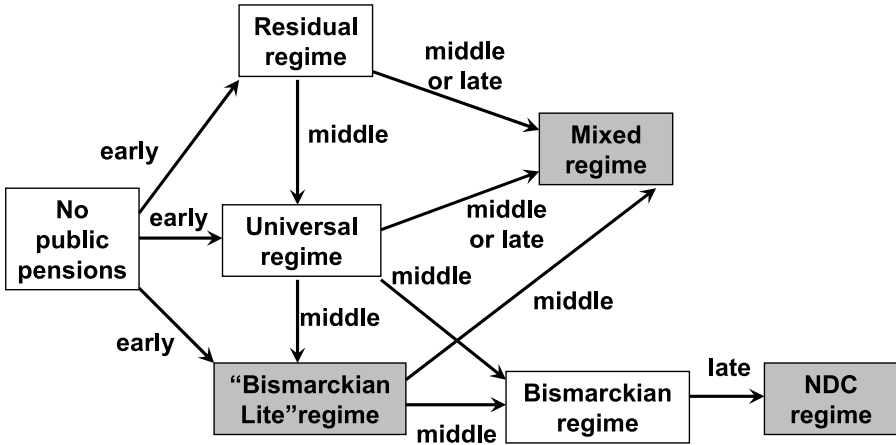 Residual
regime
middle
or late
Mixed
regime
early
middle
No
public
pensions
early
Universal
regime
middle
or late
middle
middle
middle
early
“Bismarckian
Lite”regime
middle
Bismarckian
regime
late
NDC
regime